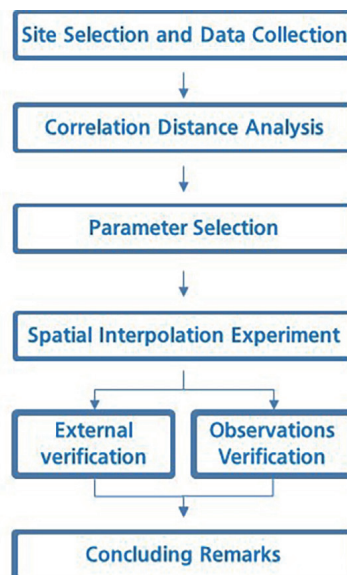 Site Selection and Data Collection
Correlation Distance Analysis
Parameter Selection
Spatial Interpolation Experiment
External
verification
Observations
Verification
Concluding Remarks